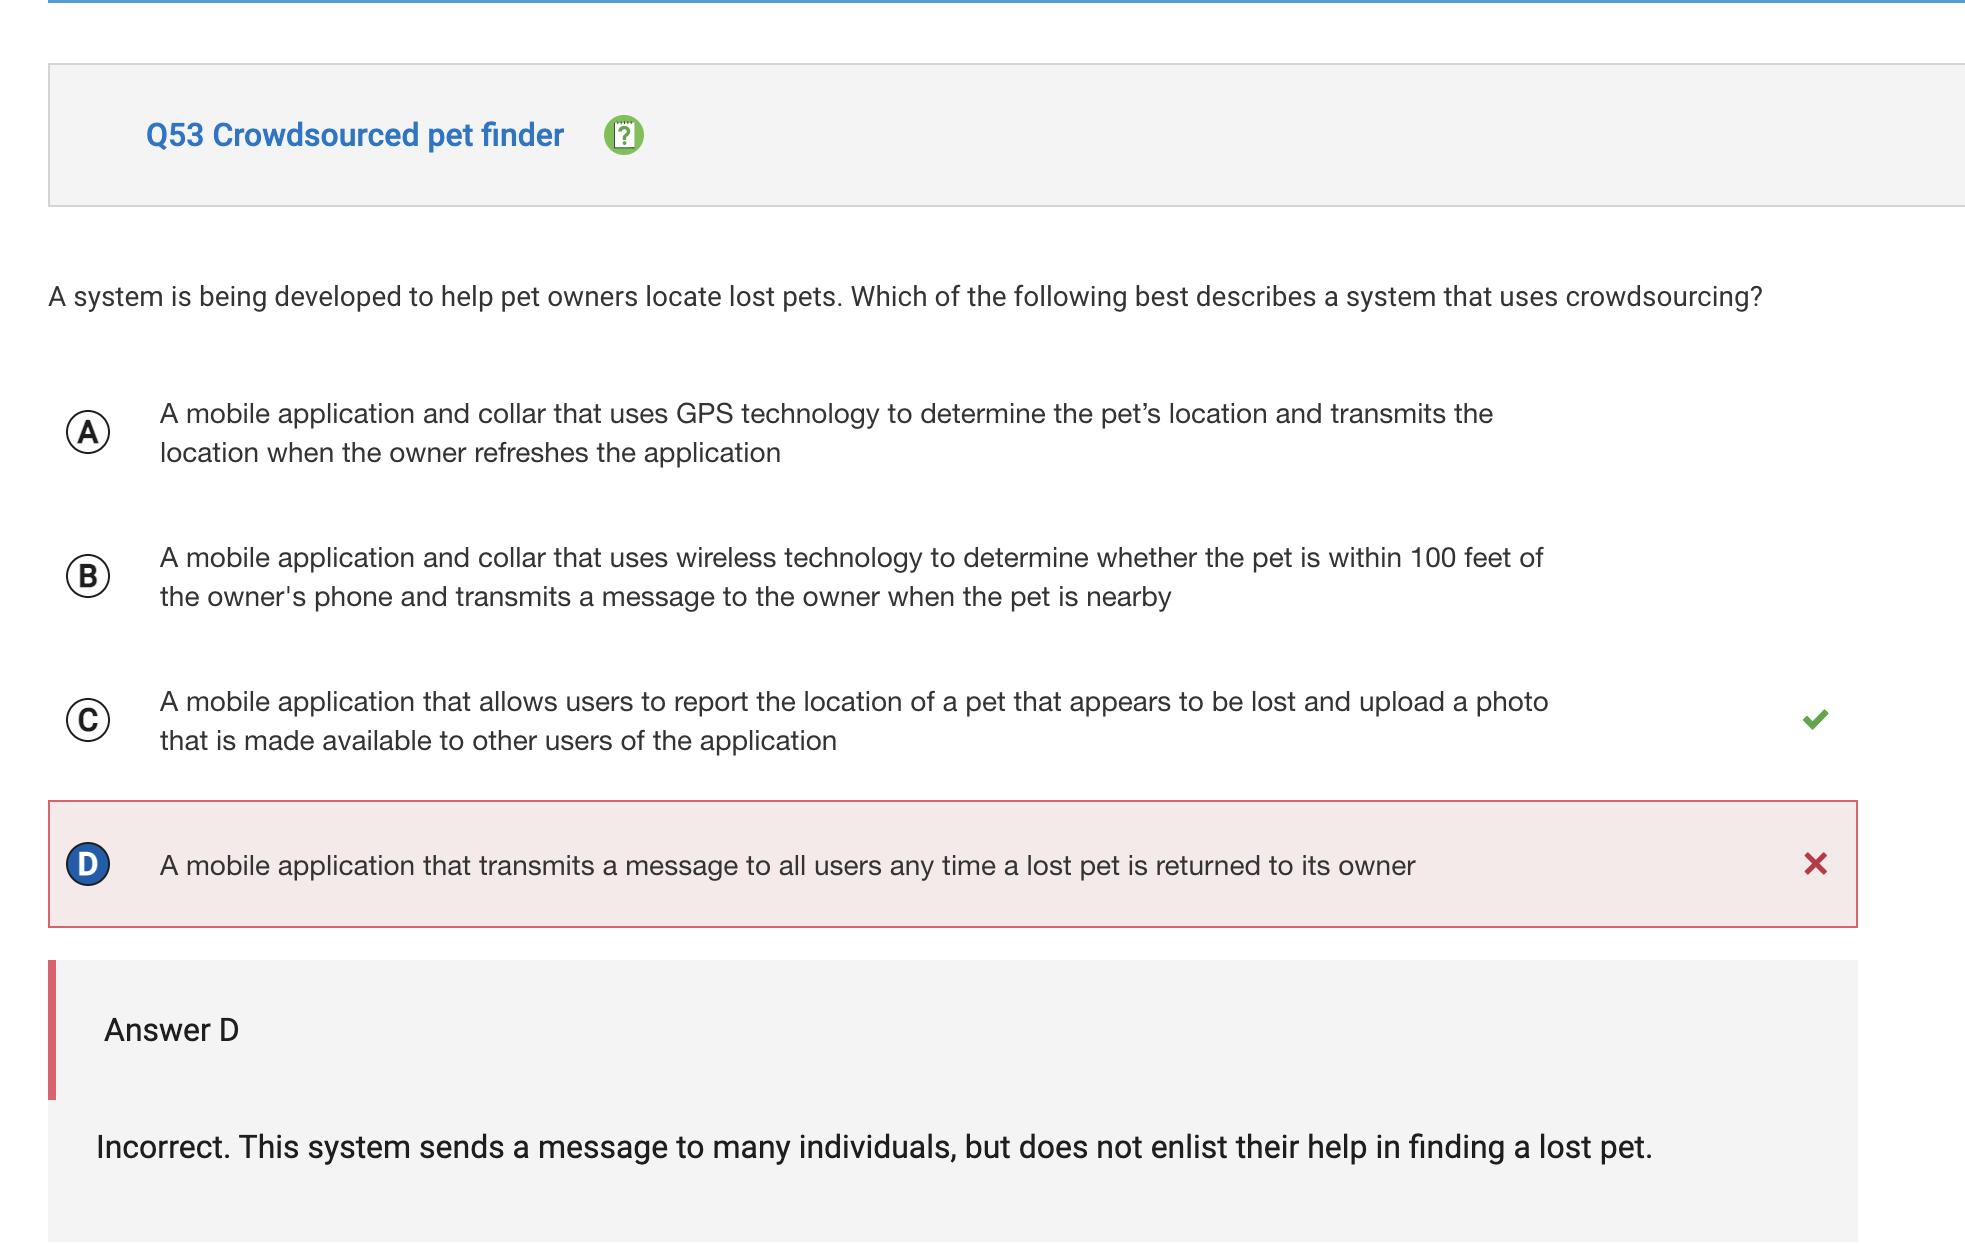 Q53 Crowdsourced pet finder
A system is being developed to help pet owners locate lost pets. Which of the following best describes a system that uses crowdsourcing?
A
A mobile application and collar that uses GPS technology to determine the pet’s location and transmits the
location when the owner refreshes the application
B
A mobile application and collar that uses wireless technology to determine whether the pet is within 100 feet of
the owner's phone and transmits a message to the owner when the pet is nearby
C
A mobile application that allows users to report the location of a pet that appears to be lost and upload a photo
that is made available to other users of the application
D
A mobile application that transmits a message to all users any time a lost pet is returned to its owner
Answer D
Incorrect. This system sends a message to many individuals, but does not enlist their help in finding a lost pet.